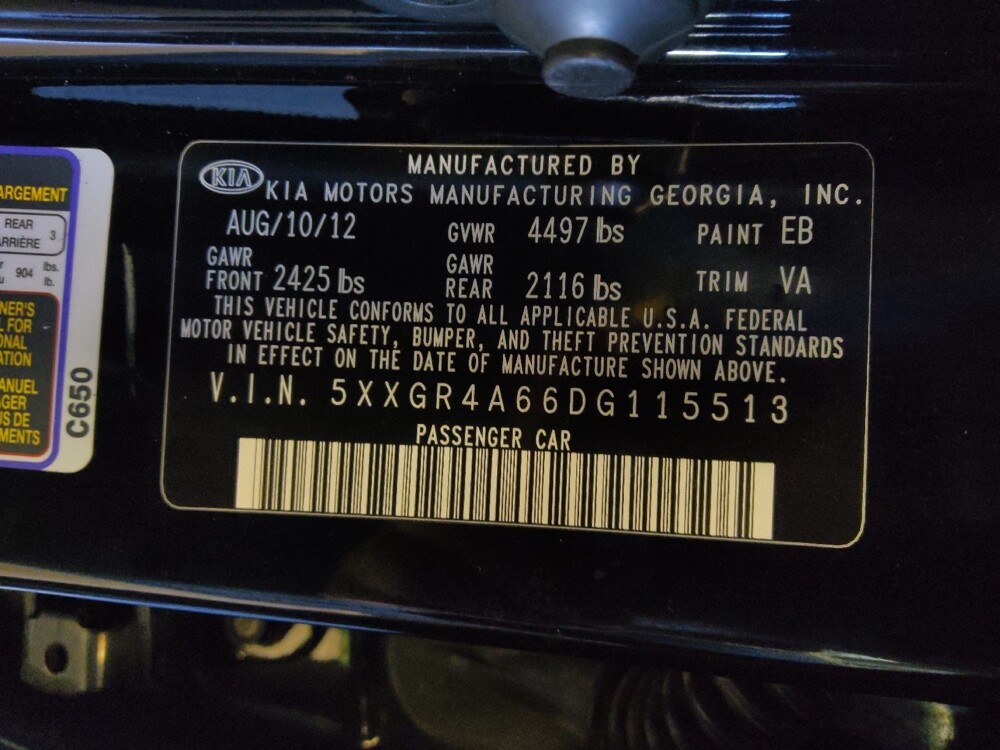 ARGEMENT
REAR
ARRIÈRE 3
904 lbs.
lb.
C650
MANUFACTURED BY
KIA KIA MOTORS MANUFACTURING GEORGIA, INC.
AUG/10/12 GVWR 4497 lbs PAINT EB
GAWR FRONT 2425 lbs GAWR REAR 2116 lbs TRIM VA
THIS VEHICLE CONFORMS TO ALL APPLICABLE U.S.A. FEDERAL
MOTOR VEHICLE SAFETY, BUMPER, AND THEFT PREVENTION STANDARDS
IN EFFECT ON THE DATE OF MANUFACTURE SHOWN ABOVE.
V.I.N. 5XXGR4A66DG115513
PASSENGER CAR